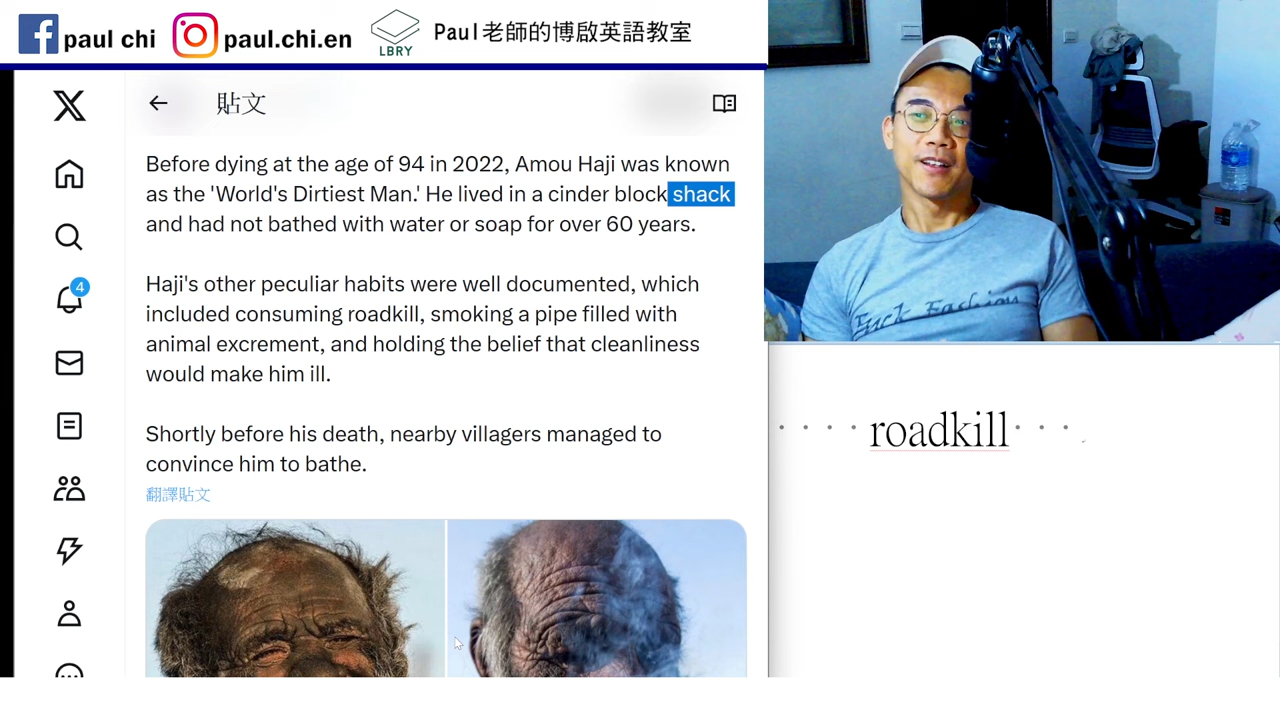 paul chi
paul.chi.en
LBRY
Paul老師的博啟英語教室
貼文
Before dying at the age of 94 in 2022, Amou Haji was known
as the 'World's Dirtiest Man.' He lived in a cinder block shack
and had not bathed with water or soap for over 60 years.
Haji's other peculiar habits were well documented, which
included consuming roadkill, smoking a pipe filled with
animal excrement, and holding the belief that cleanliness
would make him ill.
Shortly before his death, nearby villagers managed to
convince him to bathe.
翻譯貼文
4
Fuck Fashion
roadkill